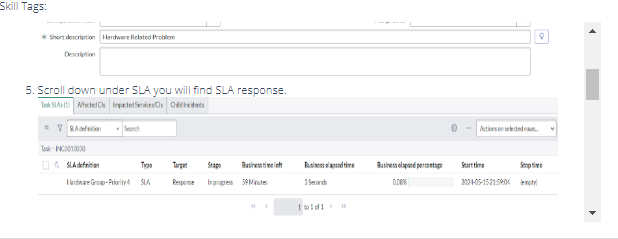 Skill Tags:
* Short description Hardware Related Problem
Description
5. Scroll down under SLA you will find SLA response.
Task SLAs (1) Affected CIs Impacted Services/CIs Child Incidents
SLA definition Search Actions on selected rows...
Task - INC0010030
SLA definition Type Target Stage Business time left Business elapsed time Business elapsed percentage Start time Stop time
Hardware Group - Priority 4 SLA Response In progress 59 Minutes 3 Seconds 0.08% 2024-05-15 21:59:04 (empty)
1 to 1 of 1